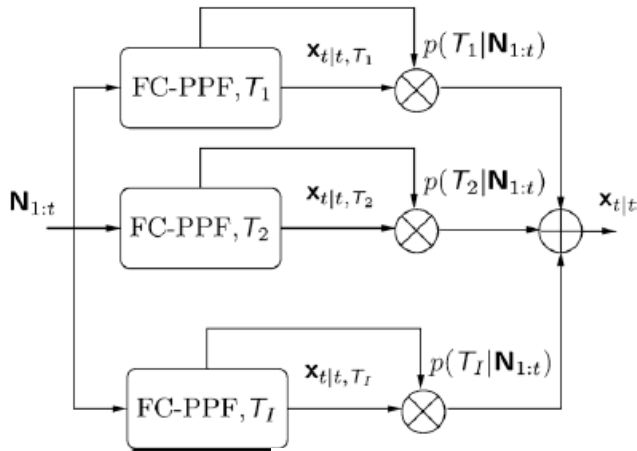 x_{t|t,T_1} p(T_1|N_{1:t})
FC-PPF, T_1
N_{1:t} x_{t|t,T_2} p(T_2|N_{1:t}) x_{t|t}
FC-PPF, T_2
x_{t|t,T_I} p(T_I|N_{1:t})
FC-PPF, T_I